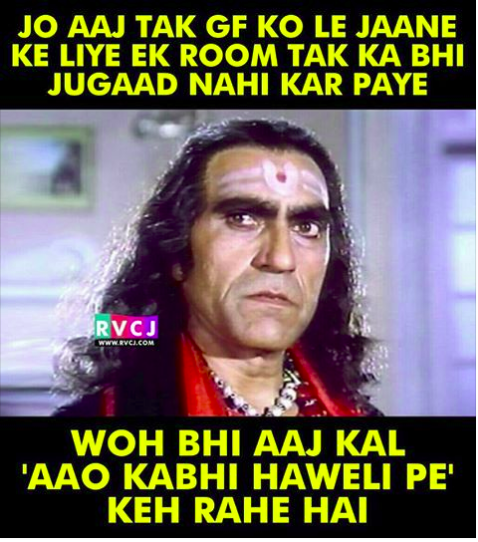 JO AAJ TAK GF KO LE JAANE
KE LIYE EK ROOM TAK KA BHI
JUGAAD NAHI KAR PAYE
RVCJ
WWW.RVCJ.COM
WOH BHI AAJ KAL
'AAO KABHI HAWELI PE'
KEH RAHE HAI